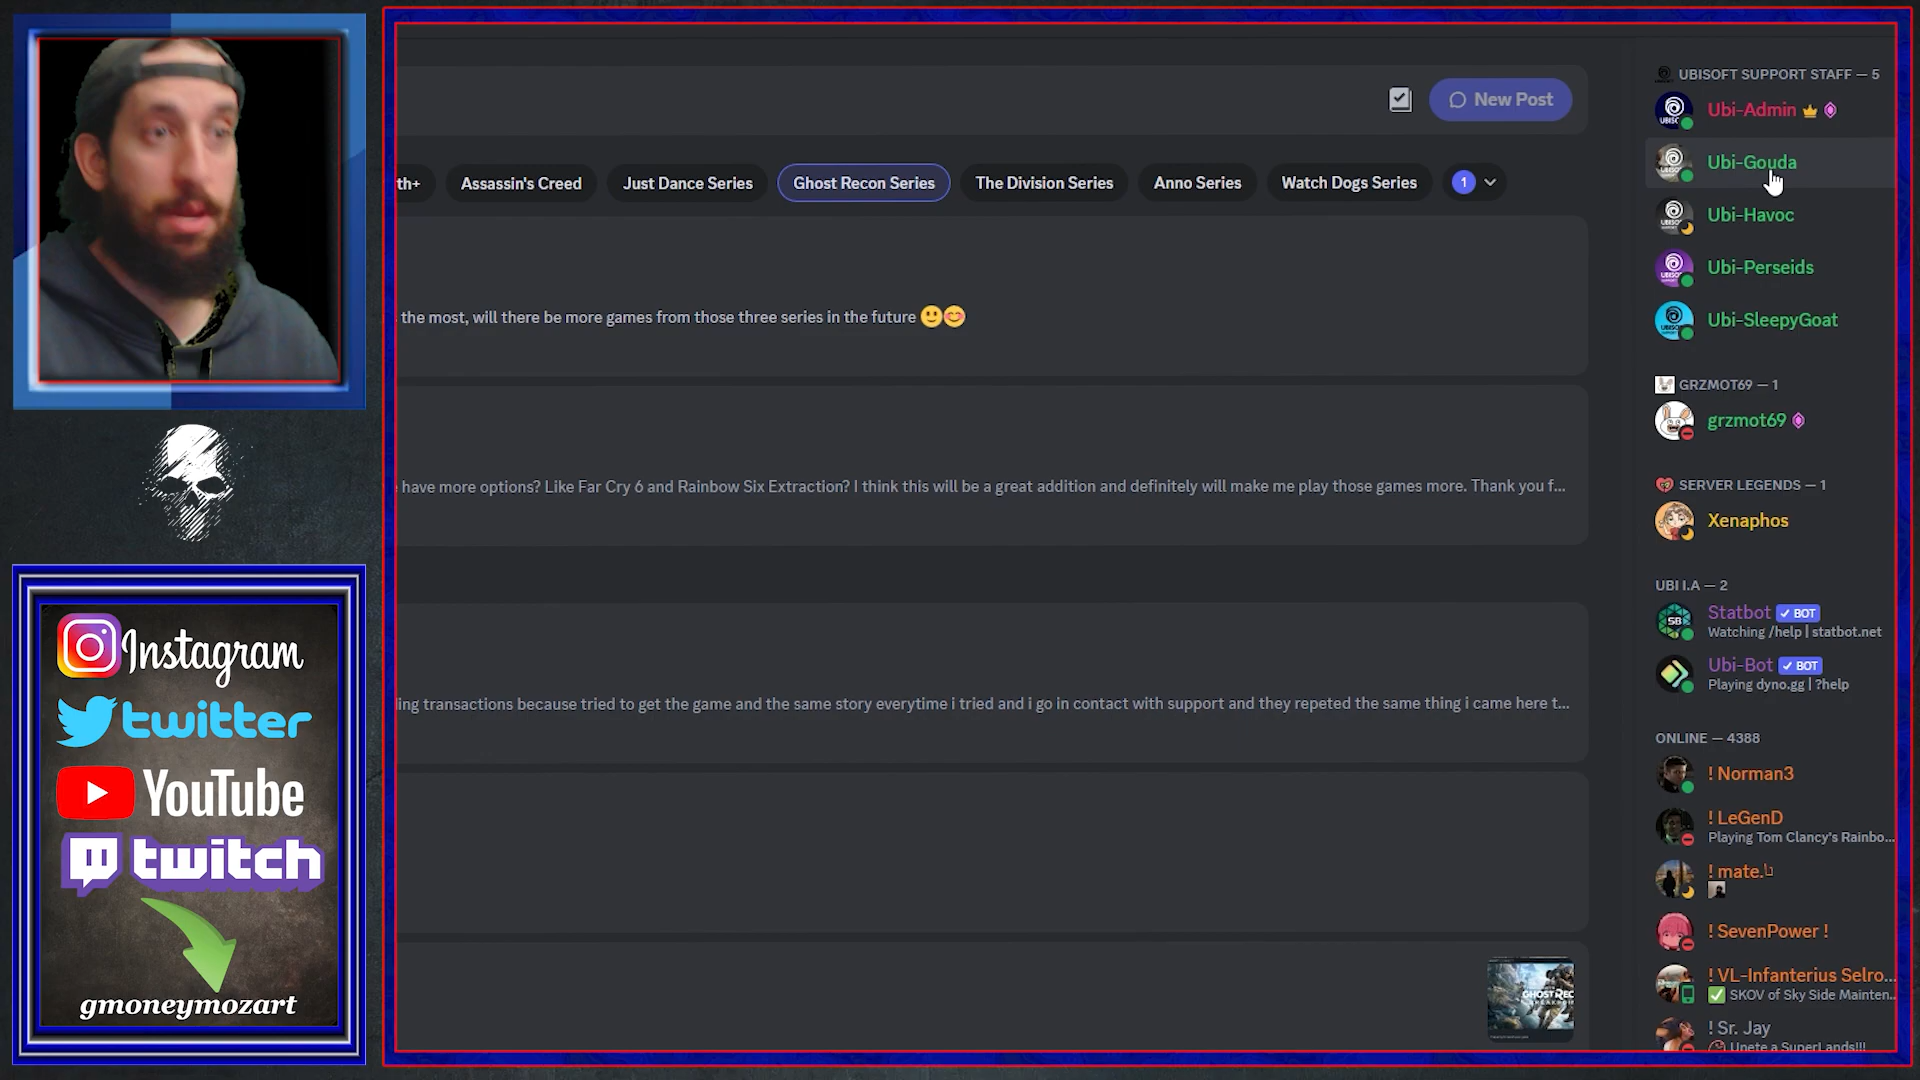 Instagram
twitter
YouTube
twitch
gmoneymozart
New Post
th+
Assassin's Creed
Just Dance Series
Ghost Recon Series
The Division Series
Anno Series
Watch Dogs Series
1
the most, will there be more games from those three series in the future 🙂😊
have more options? Like Far Cry 6 and Rainbow Six Extraction? I think this will be a great addition and definitely will make me play those games more. Thank you f...
ing transactions because tried to get the game and the same story everytime i tried and i go in contact with support and they repeted the same thing i came here t...
UBISOFT SUPPORT STAFF — 5
Ubi-Admin
Ubi-Gouda
Ubi-Havoc
Ubi-Perseids
Ubi-SleepyGoat
GRZMOT69 — 1
grzmot69
SERVER LEGENDS — 1
Xenaphos
UBI I.A — 2
SB
Statbot ✓ BOT
Watching /help | statbot.net
Ubi-Bot ✓ BOT
Playing dyno.gg | ?help
ONLINE — 4388
! Norman3
! LeGenD
Playing Tom Clancy's Rainbo...
! mate.
! SevenPower !
! VL-Infanterius Selro...
✅ SKOV of Sky Side Mainten...
! Sr. Jay
Unete a SuperLands!!!